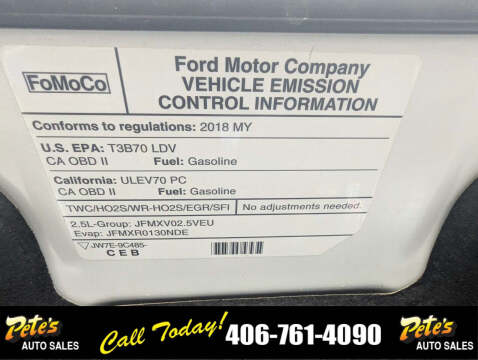 FoMoCo
Ford Motor Company
VEHICLE EMISSION
CONTROL INFORMATION
Conforms to regulations: 2018 MY
U.S. EPA: T3B70 LDV
CA OBD II Fuel: Gasoline
California: ULEV70 PC
CA OBD II Fuel: Gasoline
TWC/HO2S/WR-HO2S/EGR/SFI No adjustments needed.
2.5L-Group: JFMXV02.5VEU
Evap: JFMXR0130NDE
JW7E-9C485-
CEB
Pete's
AUTO SALES
Call Today!
406-761-4090
Pete's
AUTO SALES